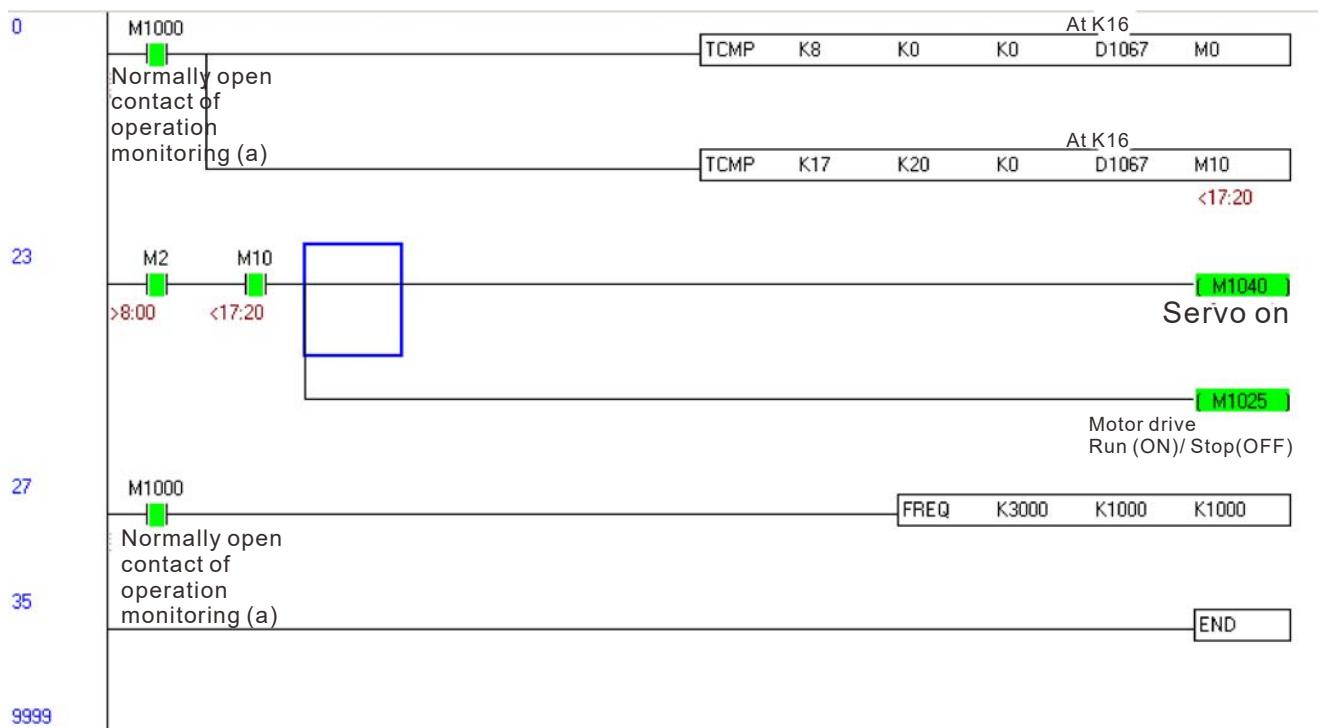 0
M1000
At K16
TCMP K8 K0 K0 D1067 M0
Normally open
contact of
operation
monitoring (a)
At K16
TCMP K17 K20 K0 D1067 M10
<17:20
23
M2 M10
M1040
>8:00 <17:20
Servo on
M1025
Motor drive
Run (ON)/ Stop(OFF)
27
M1000
FREQ K3000 K1000 K1000
Normally open
contact of
operation
monitoring (a)
35
END
9999